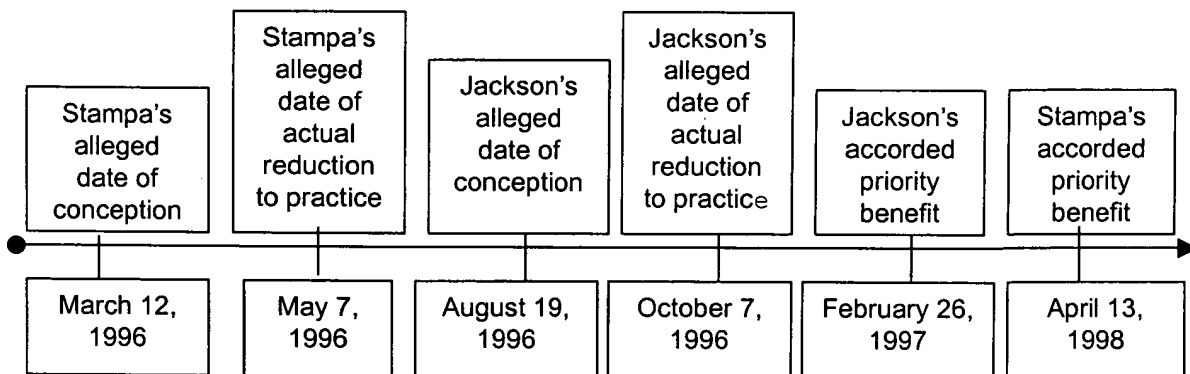 Stampa's
alleged
date of
conception
Stampa's
alleged
date of
actual
reduction
to practice
Jackson's
alleged
date of
conception
Jackson's
alleged
date of
actual
reduction
to practice
Jackson's
accorded
priority
benefit
Stampa's
accorded
priority
benefit
March 12,
1996
May 7,
1996
August 19,
1996
October 7,
1996
February 26,
1997
April 13,
1998